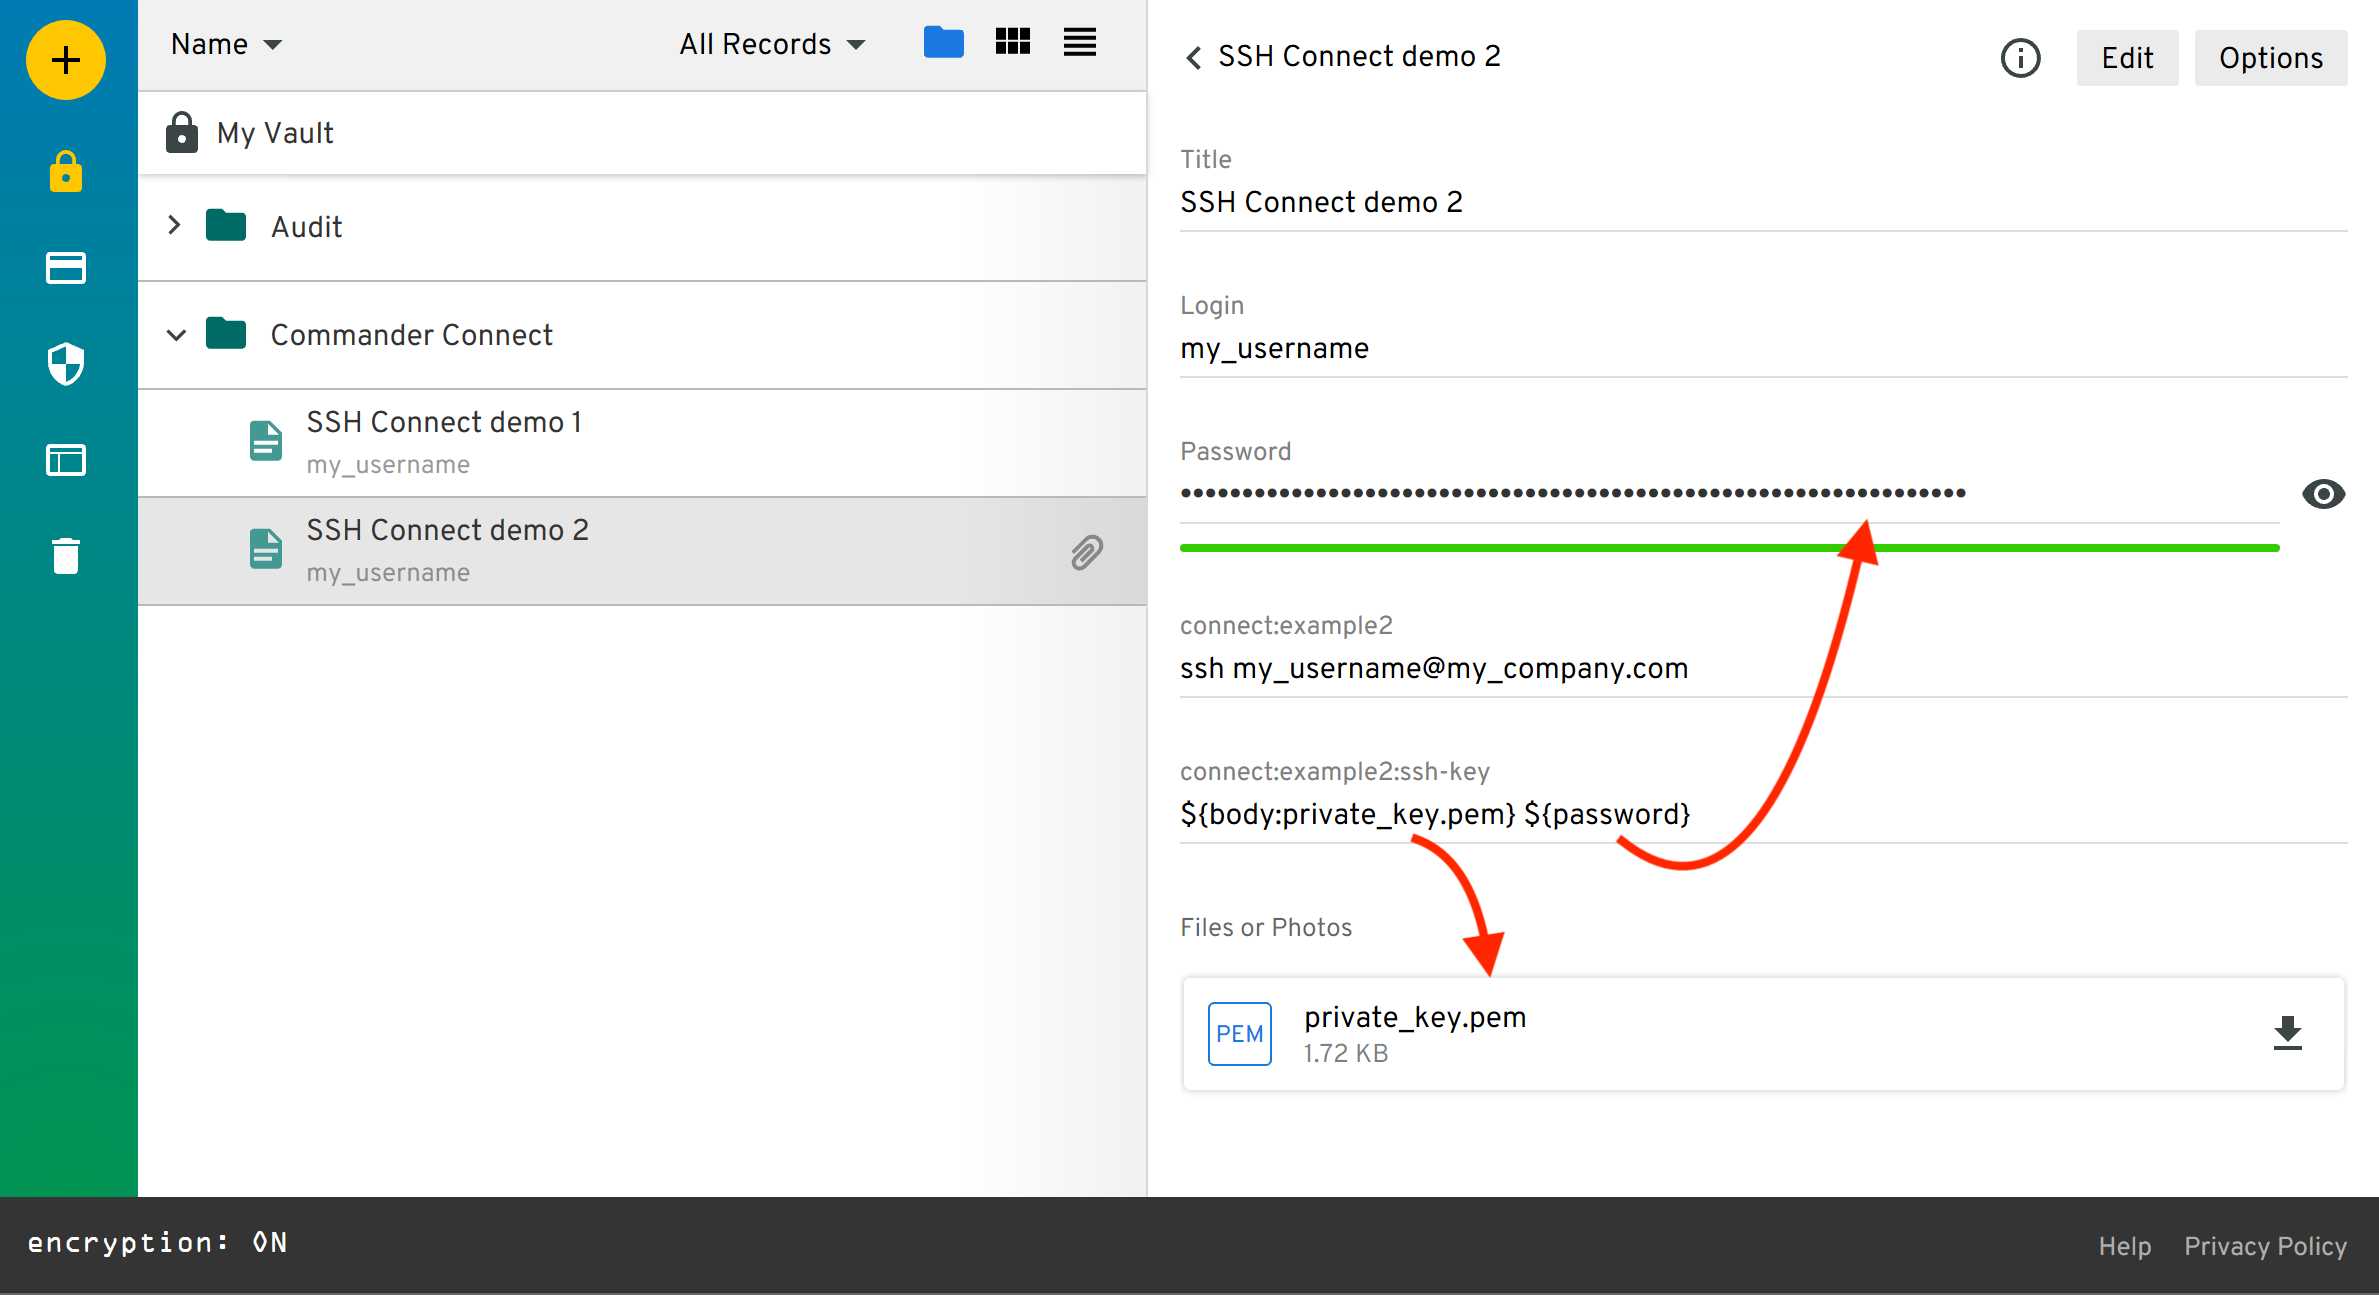 Name
All Records
My Vault
Audit
Commander Connect
SSH Connect demo 1
my_username
SSH Connect demo 2
my_username
SSH Connect demo 2
Edit
Options
Title
SSH Connect demo 2
Login
my_username
Password
connect:example2
ssh my_username@my_company.com
connect:example2:ssh-key
${body:private_key.pem} ${password}
Files or Photos
PEM
private_key.pem
1.72 KB
encryption: ON
Help
Privacy Policy